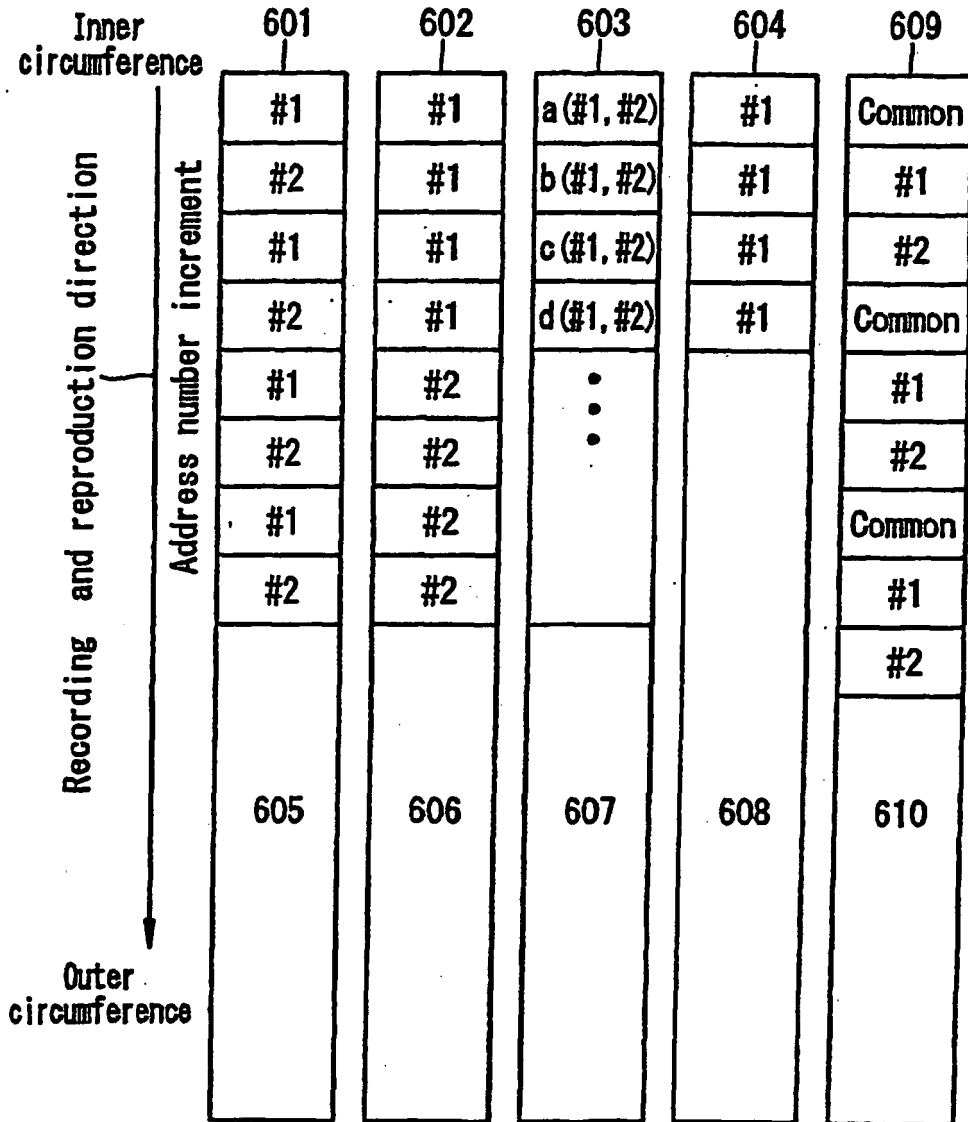 Inner
circumference
601 602 603 604 609
#1 #1 a(#1,#2) #1 Common
#2 #1 b(#1,#2) #1 #1
#1 #1 c(#1,#2) #1 #2
#2 #1 d(#1,#2) #1 Common
#1 #2 #1
#2 #2 #2
#1 #2 Common
#2 #2 #1
#2
605 606 607 608 610
Recording and reproduction direction
Address number increment
Outer
circumference